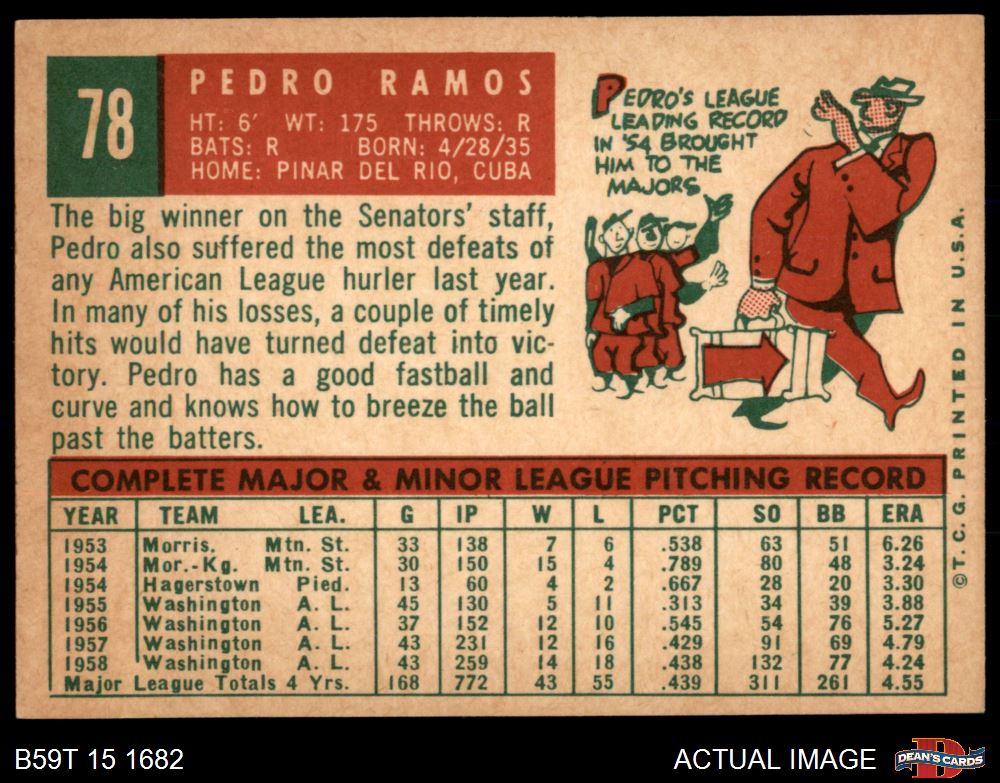 78
PEDRO RAMOS
HT: 6' WT: 175 THROWS: R
BATS: R BORN: 4/28/35
HOME: PINAR DEL RIO, CUBA
The big winner on the Senators' staff,
Pedro also suffered the most defeats of
any American League hurler last year.
In many of his losses, a couple of timely
hits would have turned defeat into vic-
tory. Pedro has a good fastball and
curve and knows how to breeze the ball
past the batters.
PEDRO'S LEAGUE
LEADING RECORD
IN '54 BROUGHT
HIM TO THE
MAJORS
COMPLETE MAJOR & MINOR LEAGUE PITCHING RECORD
YEAR TEAM LEA. G IP W L PCT SO BB ERA
1953 Morris. Mtn. St. 33 138 7 6 .538 63 51 6.26
1954 Mor.-Kg. Mtn. St. 30 150 15 4 .789 80 48 3.24
1954 Hagerstown Pied. 13 60 4 2 .667 28 20 3.30
1955 Washington A. L. 45 130 5 11 .313 34 39 3.88
1956 Washington A. L. 37 152 12 10 .545 54 76 5.27
1957 Washington A. L. 43 231 12 16 .429 91 69 4.79
1958 Washington A. L. 43 259 14 18 .438 132 77 4.24
Major League Totals 4 Yrs. 168 772 43 55 .439 311 261 4.55
©T. C. G. PRINTED IN U.S.A.
B59T 15 1682
ACTUAL IMAGE
D
DEAN'S CARDS